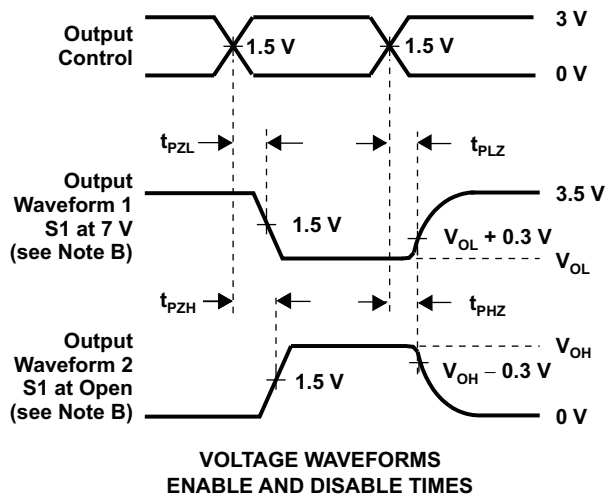 Output
Control
1.5 V
1.5 V
3 V
0 V
tPZL
tPLZ
Output
Waveform 1
S1 at 7 V
(see Note B)
1.5 V
3.5 V
VOL + 0.3 V
VOL
tPZH
tPHZ
Output
Waveform 2
S1 at Open
(see Note B)
1.5 V
VOH
VOH − 0.3 V
0 V
VOLTAGE WAVEFORMS
ENABLE AND DISABLE TIMES